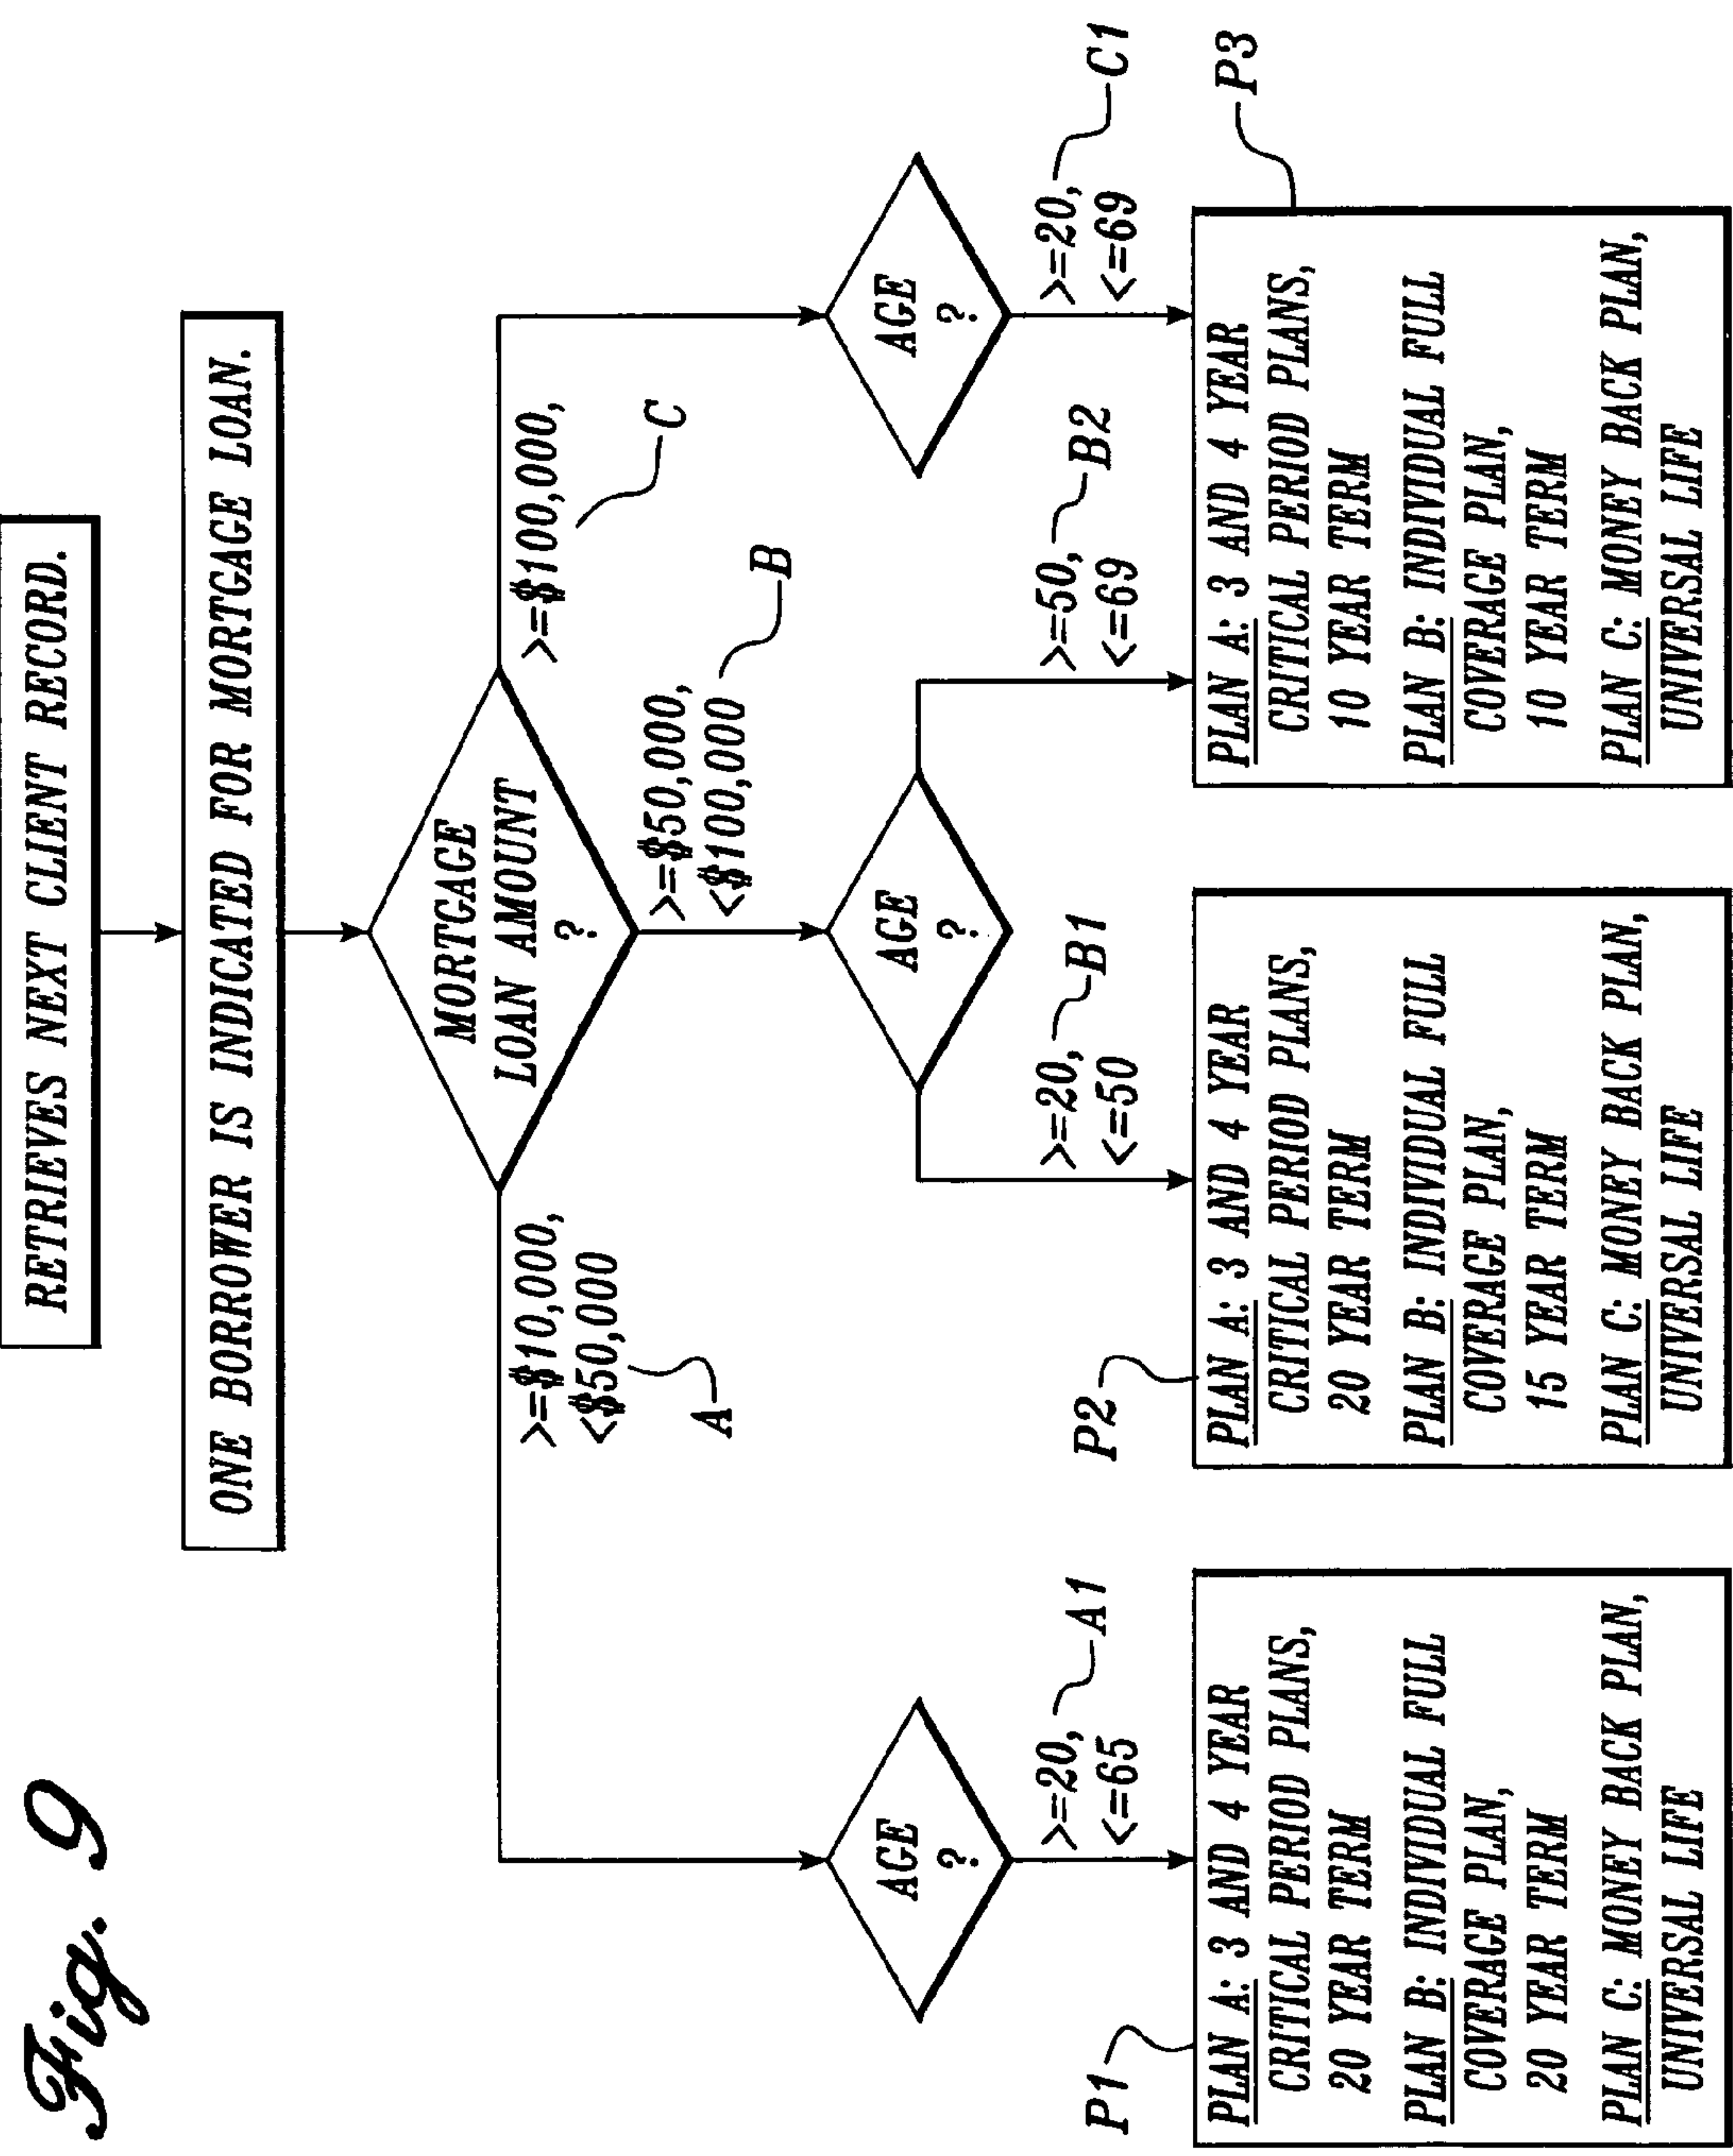 Fig. 9
RETRIEVES NEXT CLIENT RECORD.
ONE BORROWER IS INDICATED FOR MORTGAGE LOAN.
MORTGAGE
LOAN AMOUNT
?
>=$10,000,
<$50,000
A
>=$50,000,
<$100,000
B
>=$100,000,
C
AGE
?
>=20,
<=65
A1
AGE
?
>=20,
<=50
B1
>=50,
<=69
B2
AGE
?
>=20,
<=69
C1
P1
PLAN A: 3 AND 4 YEAR
CRITICAL PERIOD PLANS,
20 YEAR TERM
PLAN B: INDIVIDUAL FULL
COVERAGE PLAN,
20 YEAR TERM
PLAN C: MONEY BACK PLAN,
UNIVERSAL LIFE
P2
PLAN A: 3 AND 4 YEAR
CRITICAL PERIOD PLANS,
20 YEAR TERM
PLAN B: INDIVIDUAL FULL
COVERAGE PLAN,
15 YEAR TERM
PLAN C: MONEY BACK PLAN,
UNIVERSAL LIFE
P3
PLAN A: 3 AND 4 YEAR
CRITICAL PERIOD PLANS,
10 YEAR TERM
PLAN B: INDIVIDUAL FULL
COVERAGE PLAN,
10 YEAR TERM
PLAN C: MONEY BACK PLAN,
UNIVERSAL LIFE